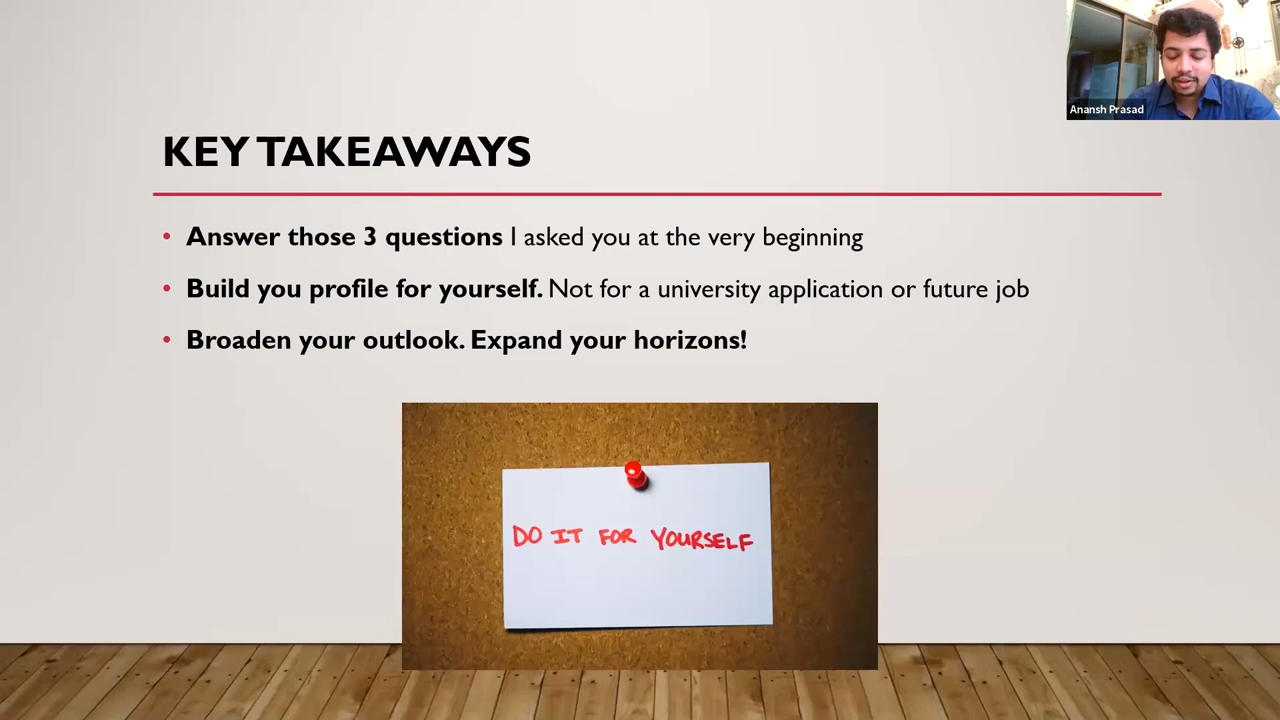 Anansh Prasad
KEY TAKEAWAYS
• Answer those 3 questions I asked you at the very beginning
• Build you profile for yourself. Not for a university application or future job
• Broaden your outlook. Expand your horizons!
DO IT FOR YOURSELF